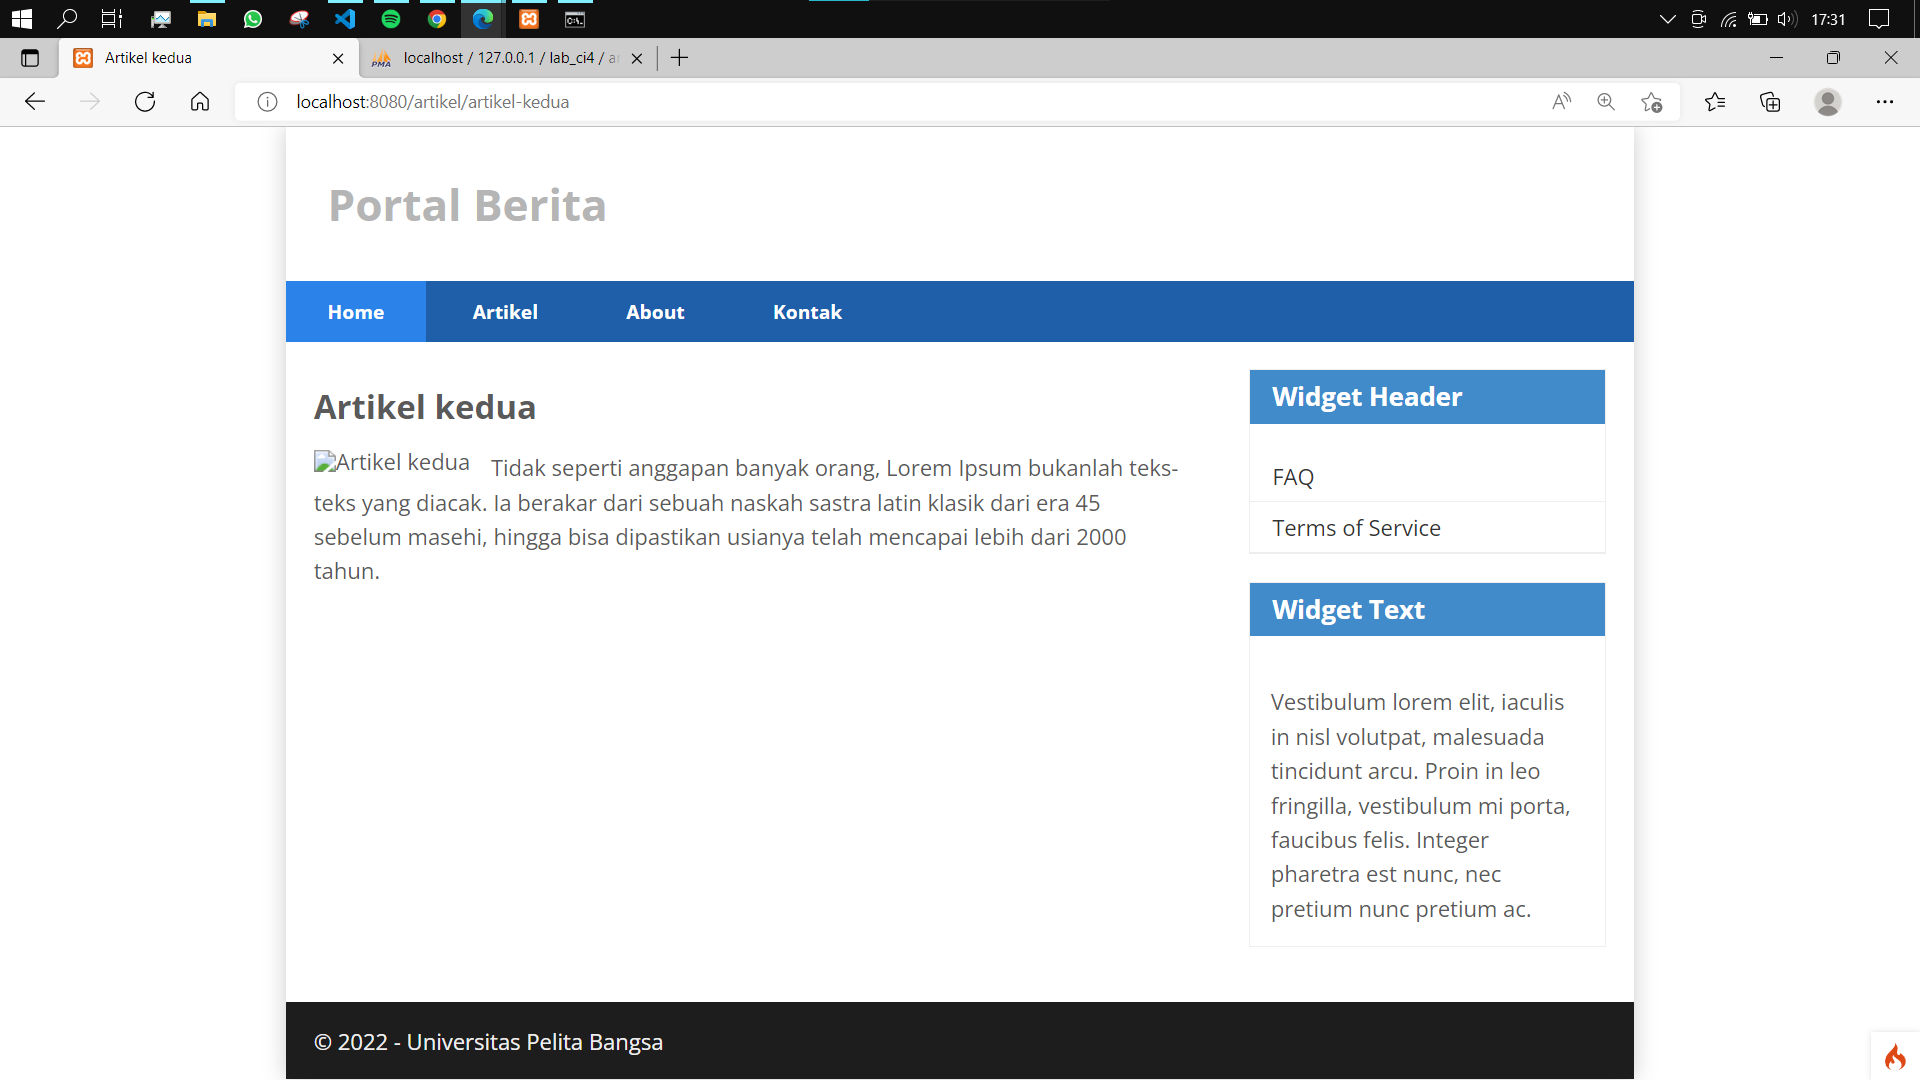 17:31
Artikel kedua
localhost / 127.0.0.1 / lab_ci4 / ar
localhost:8080/artikel/artikel-kedua
Portal Berita
Home Artikel About Kontak
Artikel kedua
Artikel kedua Tidak seperti anggapan banyak orang, Lorem Ipsum bukanlah teks-
teks yang diacak. Ia berakar dari sebuah naskah sastra latin klasik dari era 45
sebelum masehi, hingga bisa dipastikan usianya telah mencapai lebih dari 2000
tahun.
Widget Header
FAQ
Terms of Service
Widget Text
Vestibulum lorem elit, iaculis
in nisl volutpat, malesuada
tincidunt arcu. Proin in leo
fringilla, vestibulum mi porta,
faucibus felis. Integer
pharetra est nunc, nec
pretium nunc pretium ac.
© 2022 - Universitas Pelita Bangsa